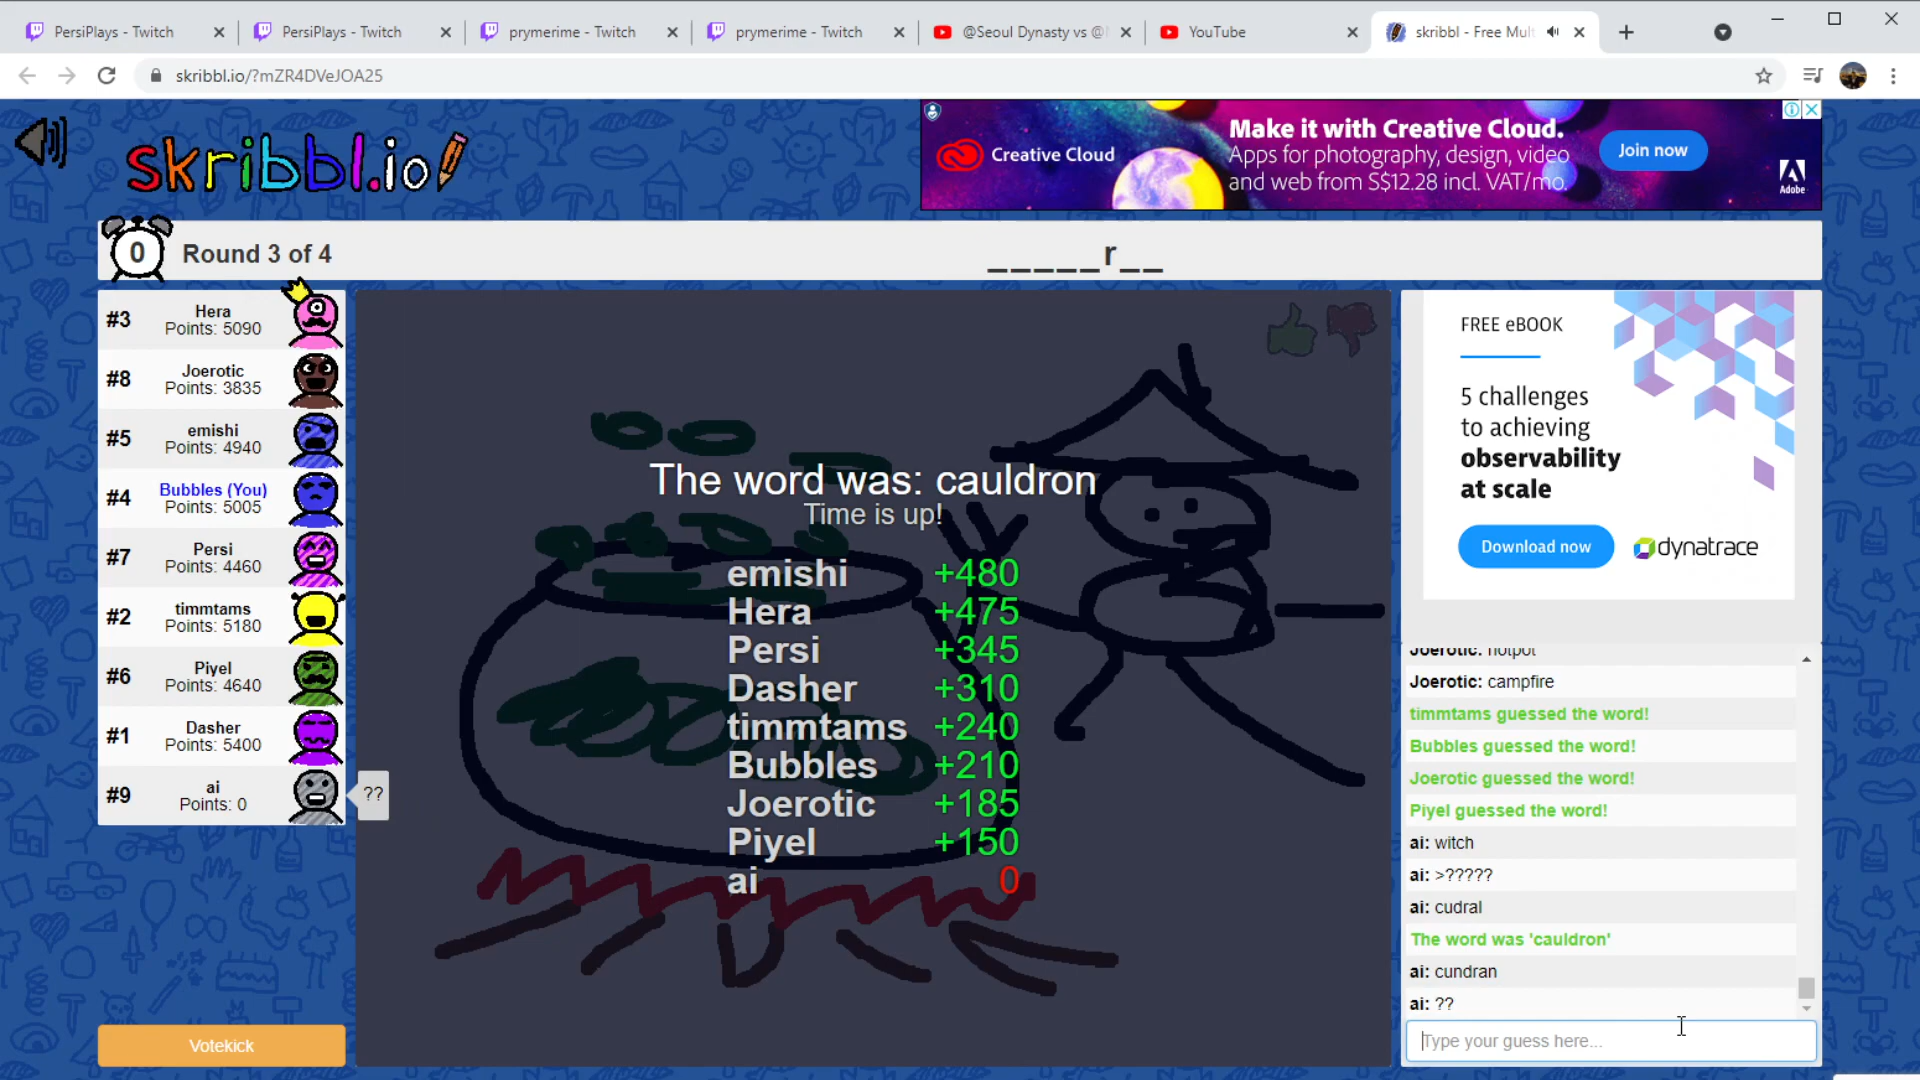 PersiPlays - Twitch
PersiPlays - Twitch
prymerime - Twitch
prymerime - Twitch
@Seoul Dynasty vs @
YouTube
skribbl - Free Mul
skribbl.io/?mZR4DVeJOA25
skribbl.io
Creative Cloud
Make it with Creative Cloud.
Apps for photography, design, video
and web from S$12.28 incl. VAT/mo.
Join now
Adobe
0
Round 3 of 4
_____r__
#3
Hera
Points: 5090
#8
Joerotic
Points: 3835
#5
emishi
Points: 4940
#4
Bubbles (You)
Points: 5005
#7
Persi
Points: 4460
#2
timmtams
Points: 5180
#6
Piyel
Points: 4640
#1
Dasher
Points: 5400
#9
ai
Points: 0
??
Votekick
The word was: cauldron
Time is up!
emishi +480
Hera +475
Persi +345
Dasher +310
timmtams +240
Bubbles +210
Joerotic +185
Piyel +150
ai 0
FREE eBOOK
5 challenges
to achieving
observability
at scale
Download now
dynatrace
Joerotic: hotpot
Joerotic: campfire
timmtams guessed the word!
Bubbles guessed the word!
Joerotic guessed the word!
Piyel guessed the word!
ai: witch
ai: >?????
ai: cudral
The word was 'cauldron'
ai: cundran
ai: ??
Type your guess here...